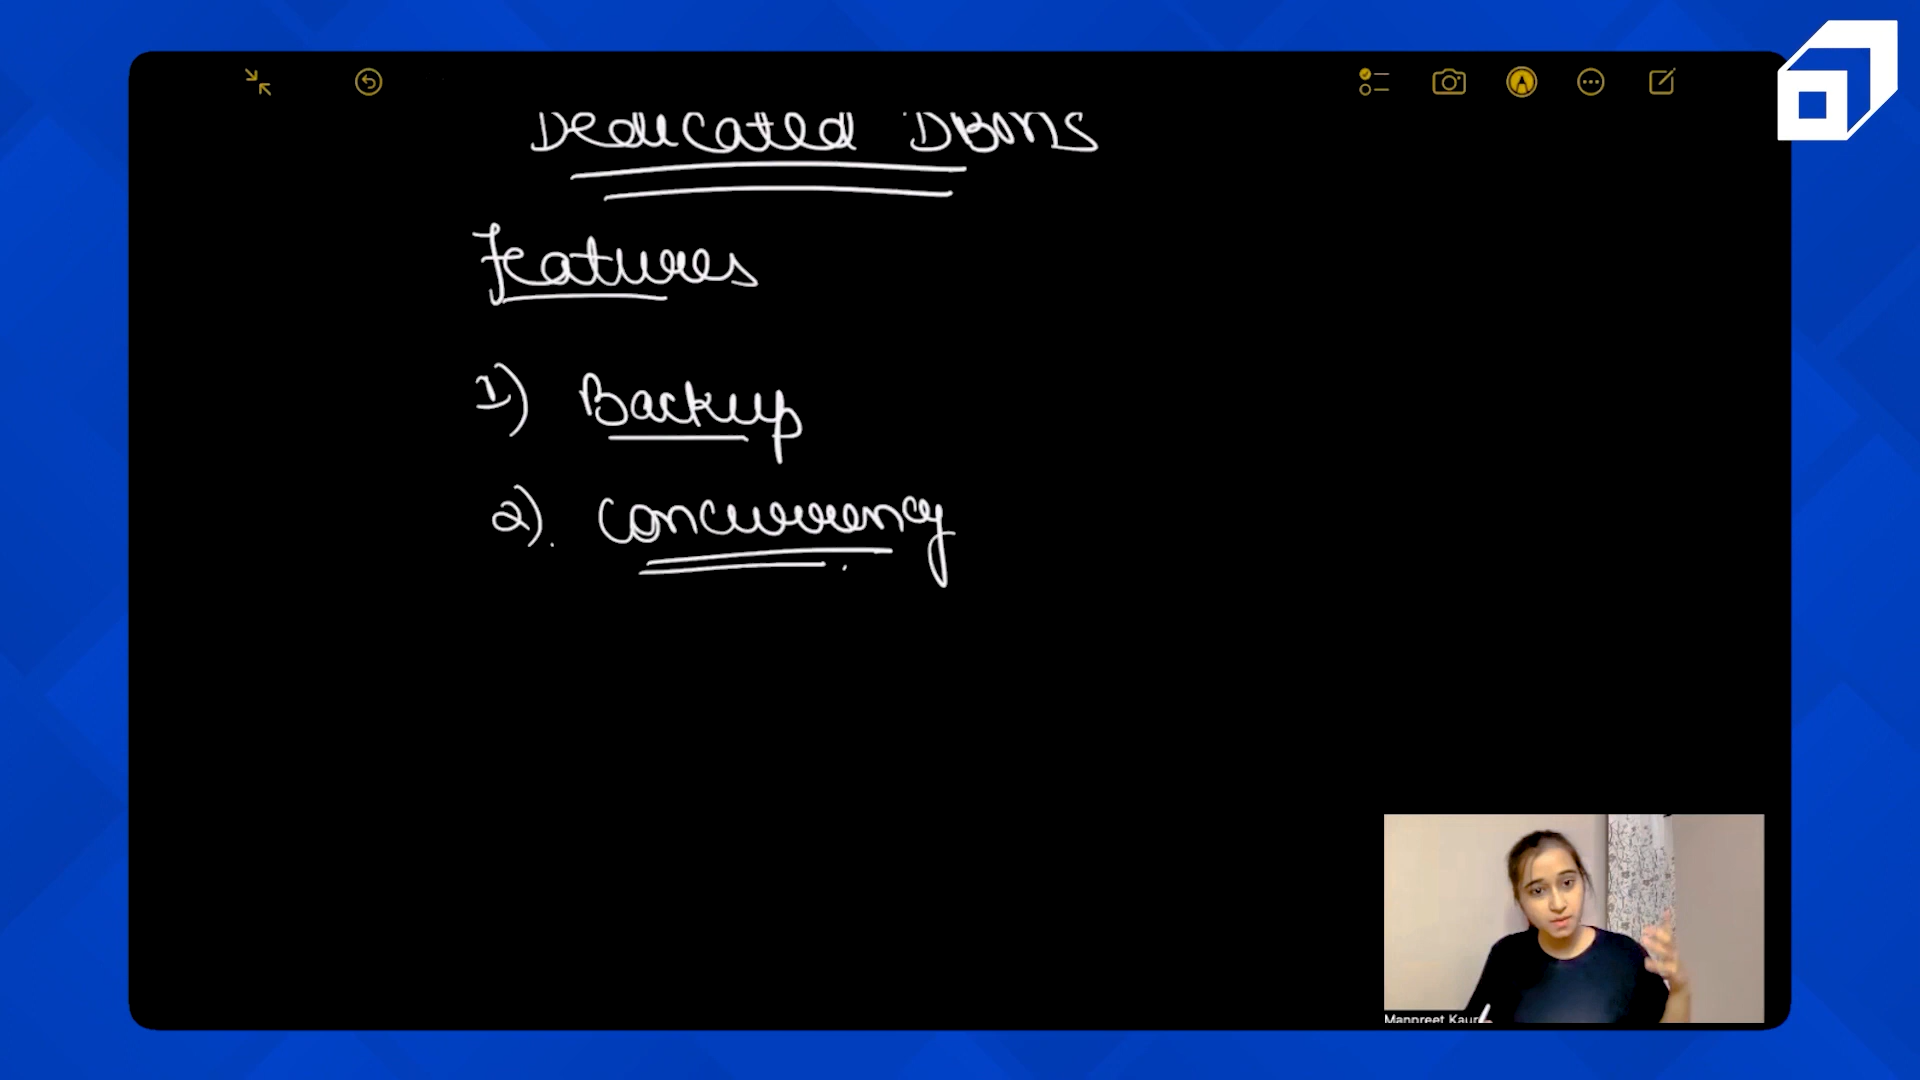 Dedicated DBMS
Features
1) Backup
2). Concurrency
Manpreet Kaur